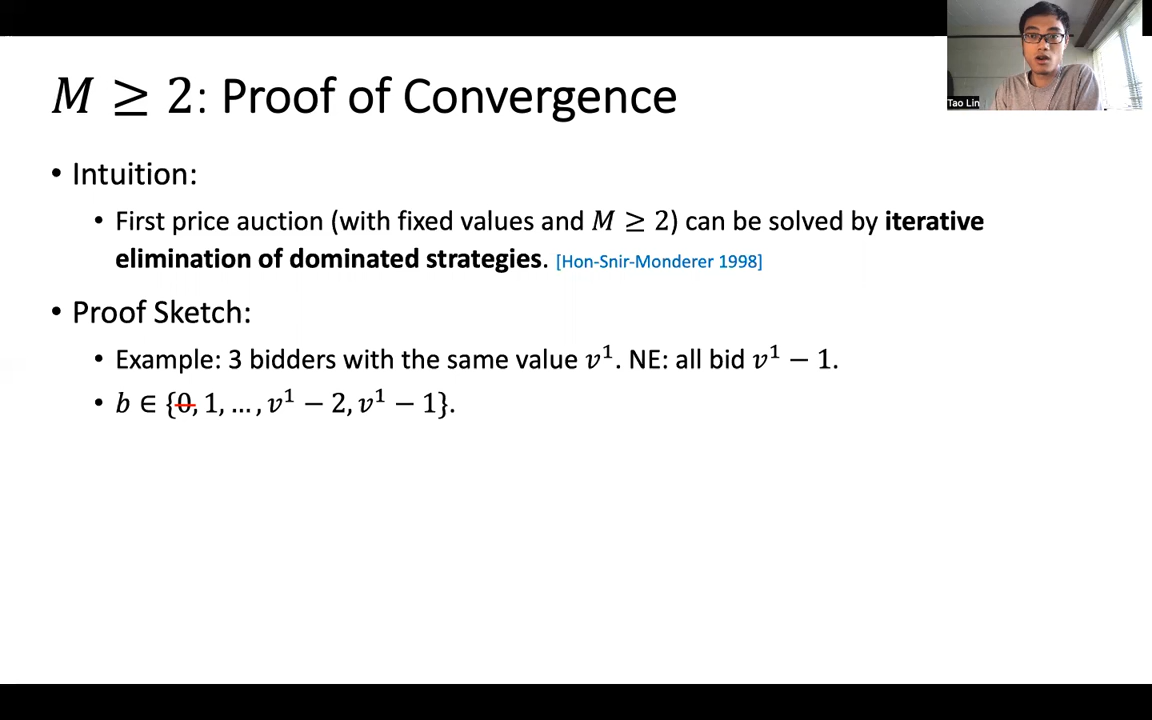 M ≥ 2: Proof of Convergence
Tao Lin
• Intuition:
• First price auction (with fixed values and M ≥ 2) can be solved by iterative
elimination of dominated strategies. [Hon-Snir-Monderer 1998]
• Proof Sketch:
• Example: 3 bidders with the same value v¹. NE: all bid v¹ − 1.
• b ∈ {0, 1, … , v¹ − 2, v¹ − 1}.